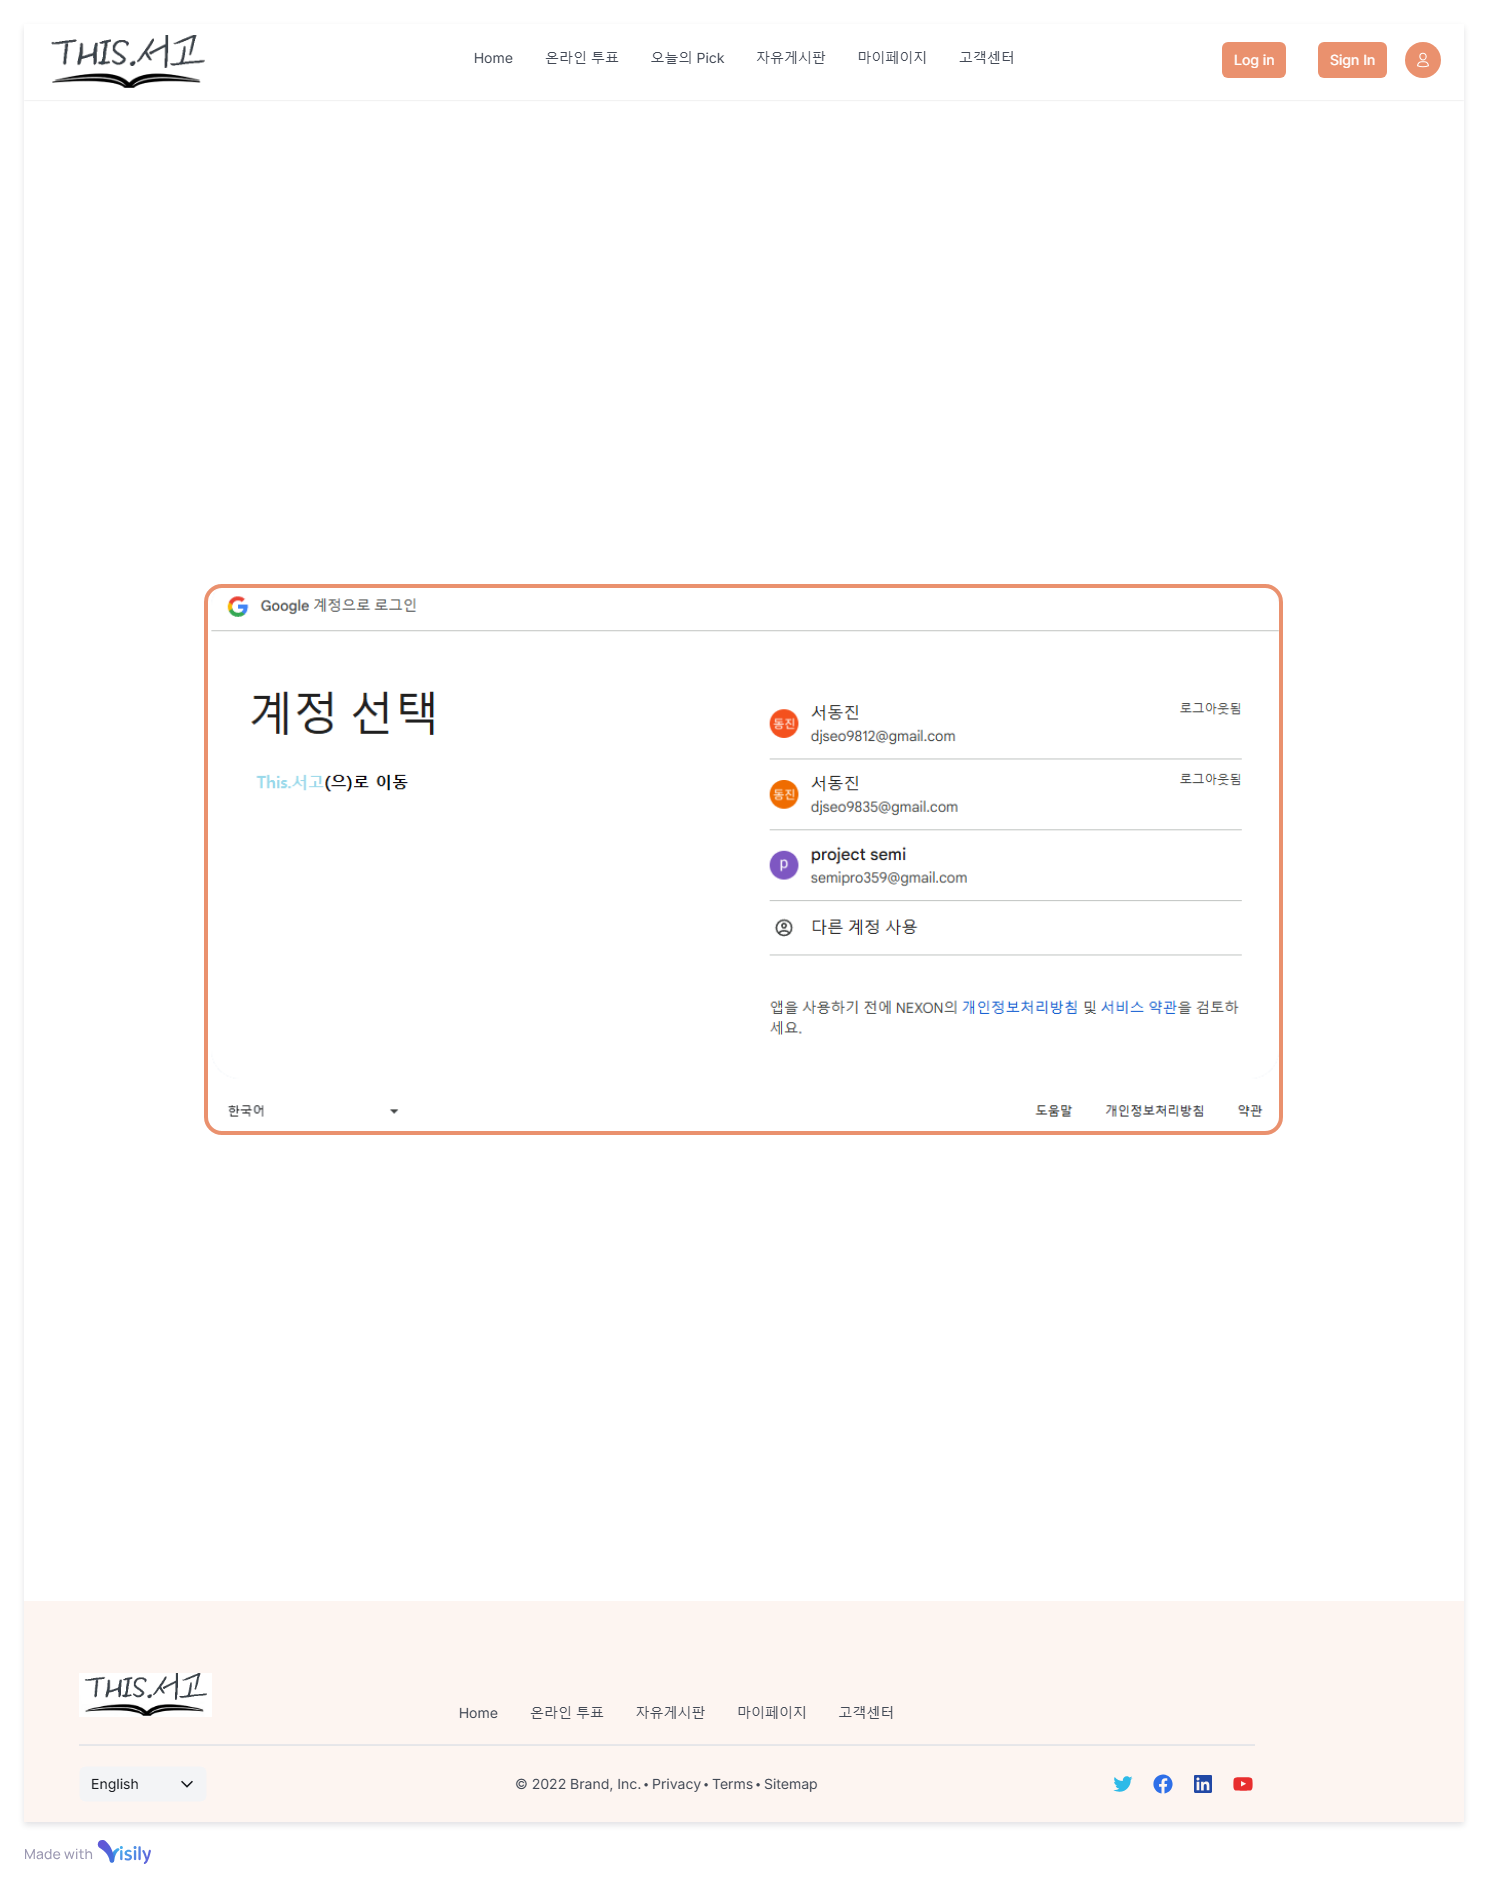 THIS.서고
Home 온라인 투표 오늘의 Pick 자유게시판 마이페이지 고객센터
Log in Sign In
Google 계정으로 로그인
계정 선택
This.서고(으)로 이동
동진 서동진 로그아웃됨
djseo9812@gmail.com
동진 서동진 로그아웃됨
djseo9835@gmail.com
p project semi
semipro359@gmail.com
다른 계정 사용
앱을 사용하기 전에 NEXON의 개인정보처리방침 및 서비스 약관을 검토하
세요.
한국어 도움말 개인정보처리방침 약관
THIS.서고
Home 온라인 투표 자유게시판 마이페이지 고객센터
English © 2022 Brand, Inc. • Privacy • Terms • Sitemap
Made with Visily